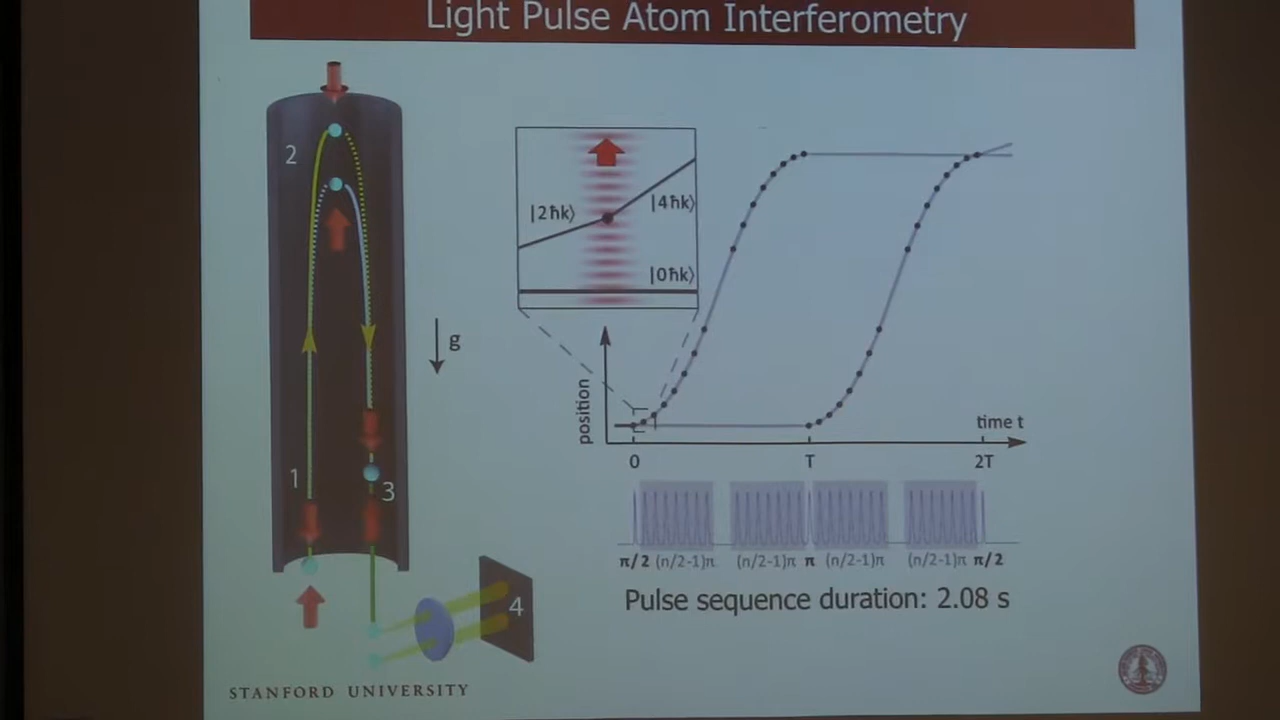 Light Pulse Atom Interferometry
2
1
3
4
g
|2ħk⟩
|4ħk⟩
|0ħk⟩
position
time t
0 T 2T
π/2 (n/2-1)π (n/2-1)π π (n/2-1)π (n/2-1)π π/2
Pulse sequence duration: 2.08 s
STANFORD UNIVERSITY